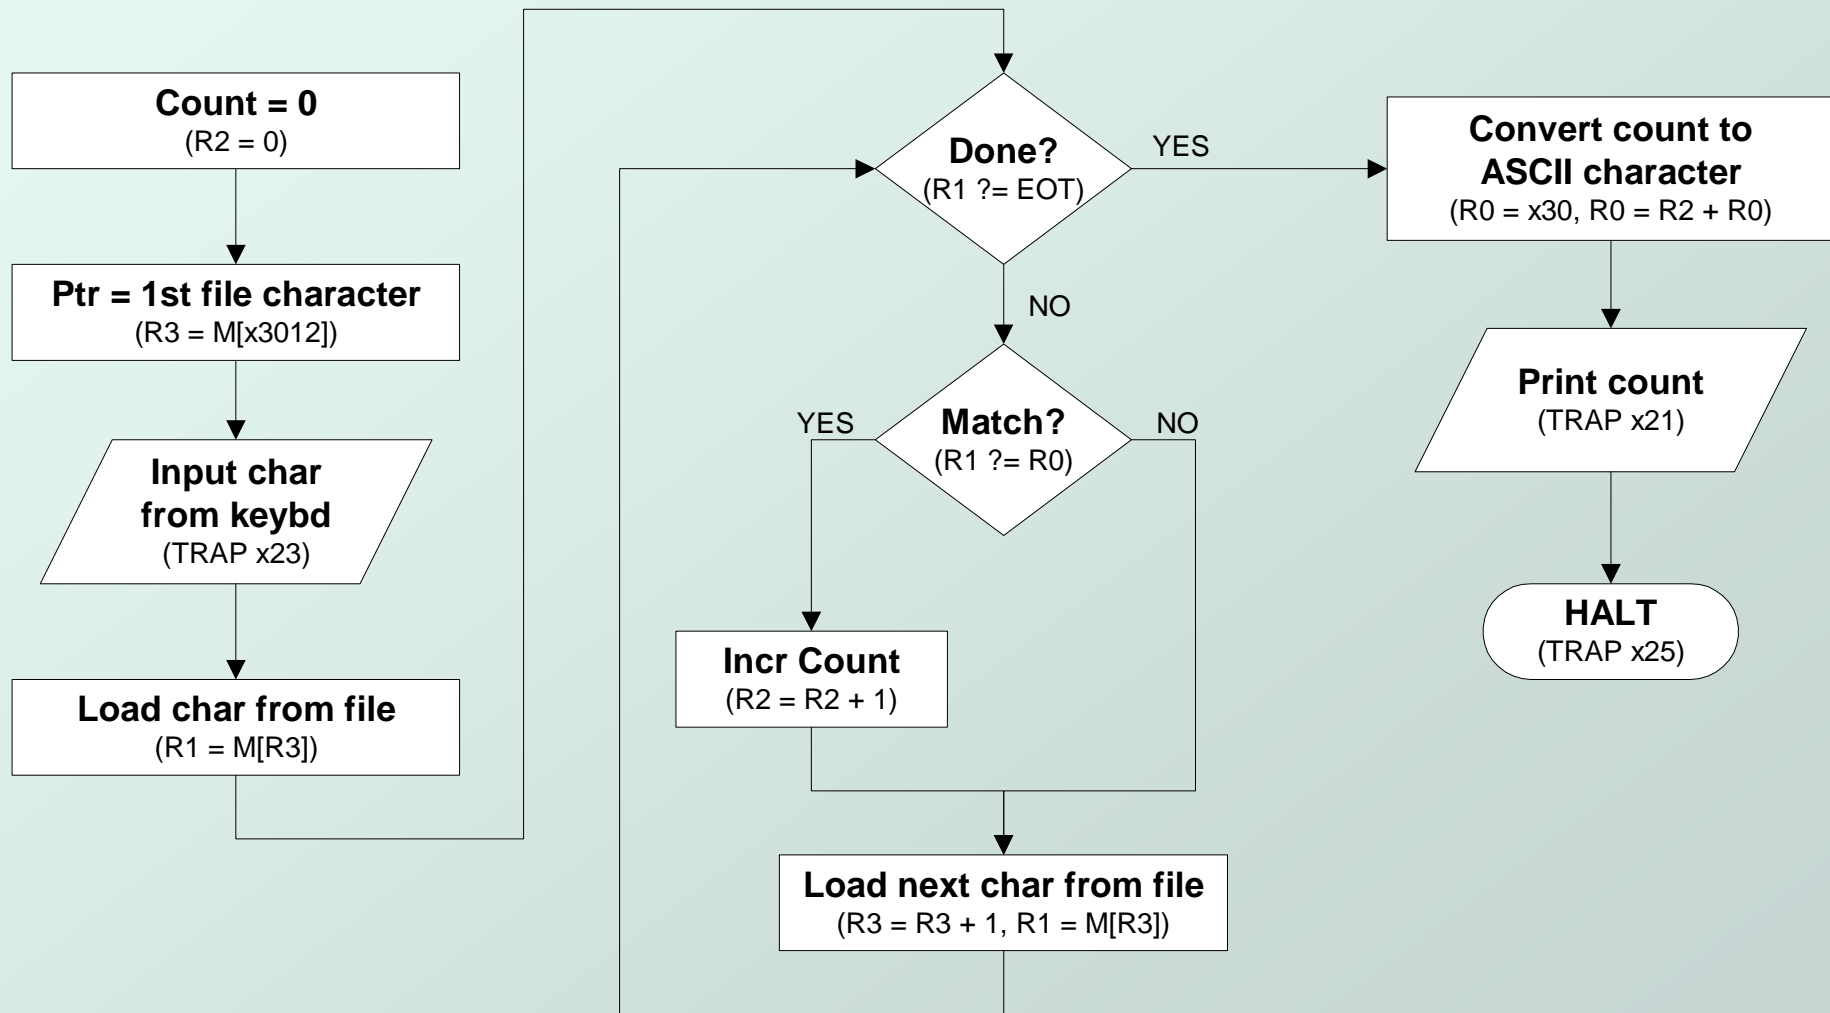 Count = 0
(R2 = 0)
Ptr = 1st file character
(R3 = M[x3012])
Input char
from keybd
(TRAP x23)
Load char from file
(R1 = M[R3])
Done?
(R1 ?= EOT)
YES
NO
Match?
(R1 ?= R0)
YES
NO
Incr Count
(R2 = R2 + 1)
Load next char from file
(R3 = R3 + 1, R1 = M[R3])
Convert count to
ASCII character
(R0 = x30, R0 = R2 + R0)
Print count
(TRAP x21)
HALT
(TRAP x25)